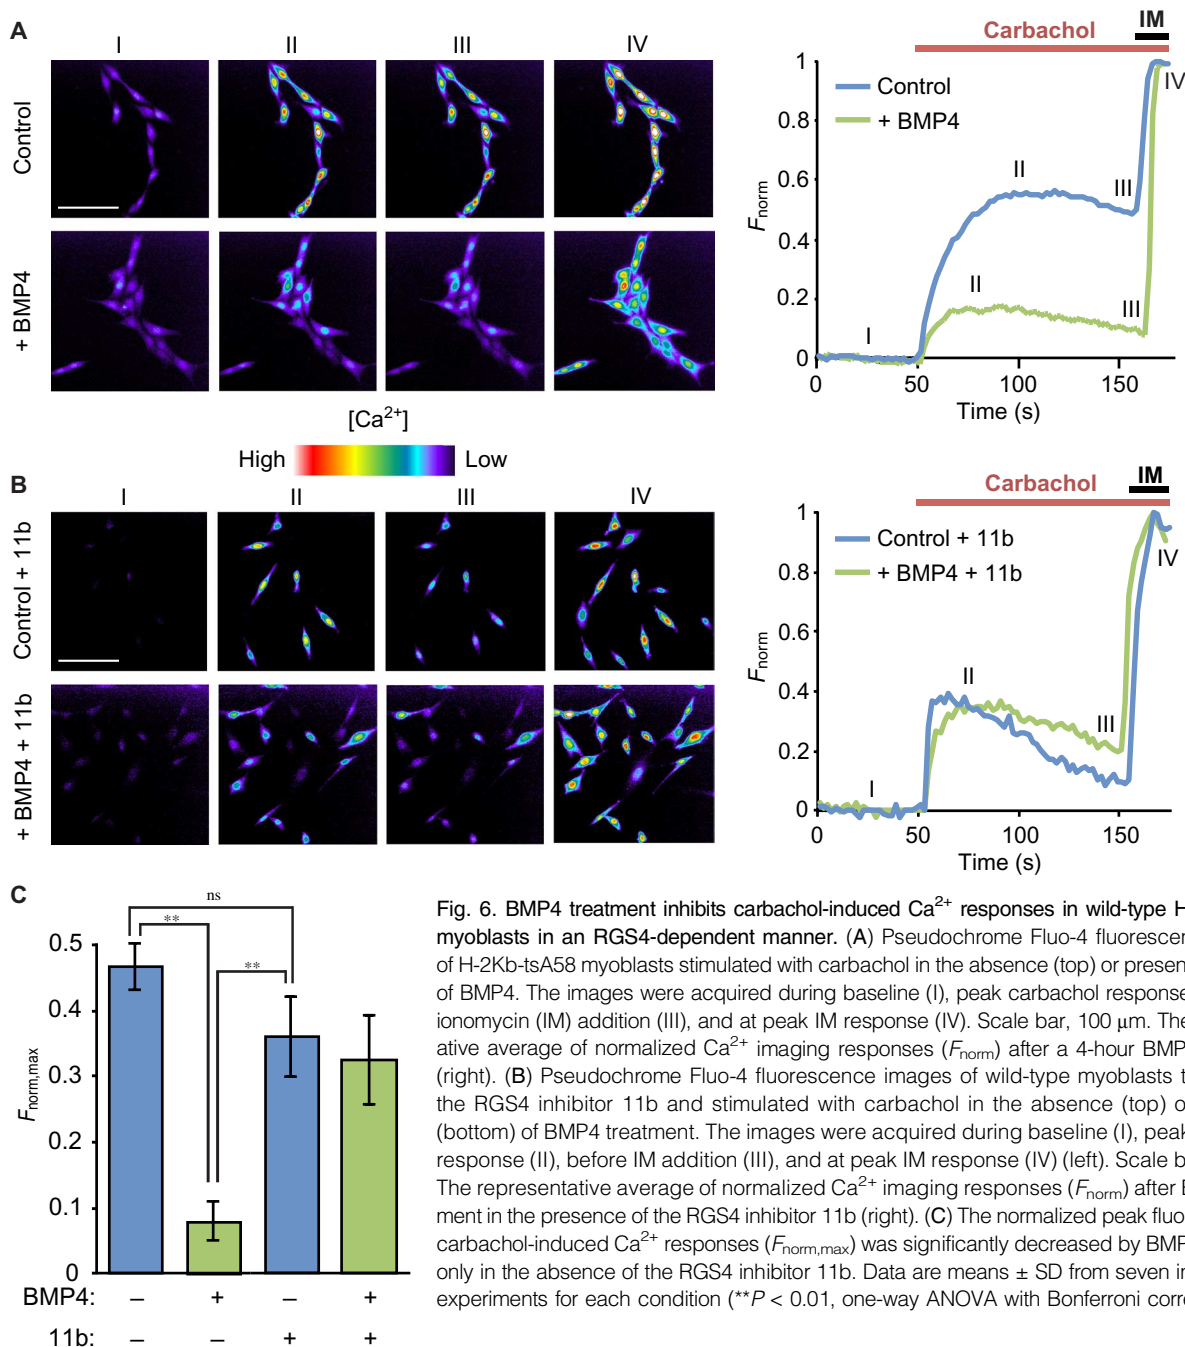 A
I II III IV
Control
+ BMP4
Carbachol
IM
Control
+ BMP4
F_norm
1
0.8
0.6
0.4
0.2
0
I
II
II
III
III
IV
0 50 100 150
Time (s)
[Ca²⁺]
High Low
B
I II III IV
Control + 11b
+ BMP4 + 11b
Carbachol
IM
Control + 11b
+ BMP4 + 11b
F_norm
1
0.8
0.6
0.4
0.2
0
I
II
III
IV
0 50 100 150
Time (s)
C
ns
**
**
F_norm,max
0.5
0.4
0.3
0.2
0.1
0
BMP4: – + – +
11b: – – + +
Fig. 6. BMP4 treatment inhibits carbachol-induced Ca²⁺ responses in wild-type H
myoblasts in an RGS4-dependent manner. (A) Pseudochrome Fluo-4 fluorescen
of H-2Kb-tsA58 myoblasts stimulated with carbachol in the absence (top) or presen
of BMP4. The images were acquired during baseline (I), peak carbachol response
ionomycin (IM) addition (III), and at peak IM response (IV). Scale bar, 100 μm. The
ative average of normalized Ca²⁺ imaging responses (F_norm) after a 4-hour BMP
(right). (B) Pseudochrome Fluo-4 fluorescence images of wild-type myoblasts t
the RGS4 inhibitor 11b and stimulated with carbachol in the absence (top) o
(bottom) of BMP4 treatment. The images were acquired during baseline (I), peak
response (II), before IM addition (III), and at peak IM response (IV) (left). Scale b
The representative average of normalized Ca²⁺ imaging responses (F_norm) after B
ment in the presence of the RGS4 inhibitor 11b (right). (C) The normalized peak fluo
carbachol-induced Ca²⁺ responses (F_norm,max) was significantly decreased by BMP
only in the absence of the RGS4 inhibitor 11b. Data are means ± SD from seven in
experiments for each condition (**P < 0.01, one-way ANOVA with Bonferroni corre